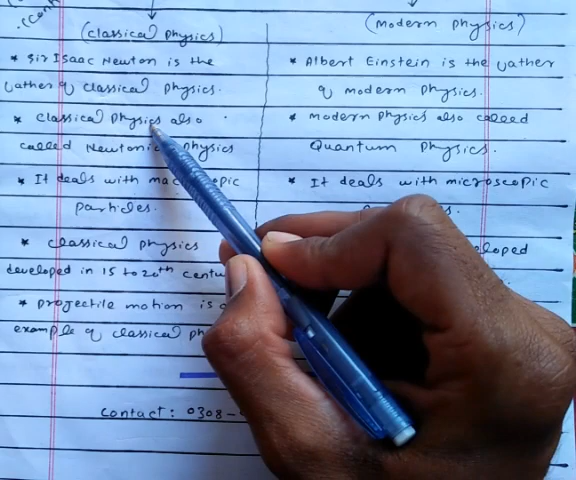 (Classical Physics)
(Modern Physics)
* Sir Isaac Newton is the
father of classical Physics.
* Classical Physics also
called Newtonic Physics
* It deals with
particles.
* Classical Physics
developed in 15 to 20th
* Projectile motion is
example of classical
* Albert Einstein is the father
of modern Physics.
* Modern Physics also called
Quantum Physics.
* It deals with microscopic
Contact: 0308-